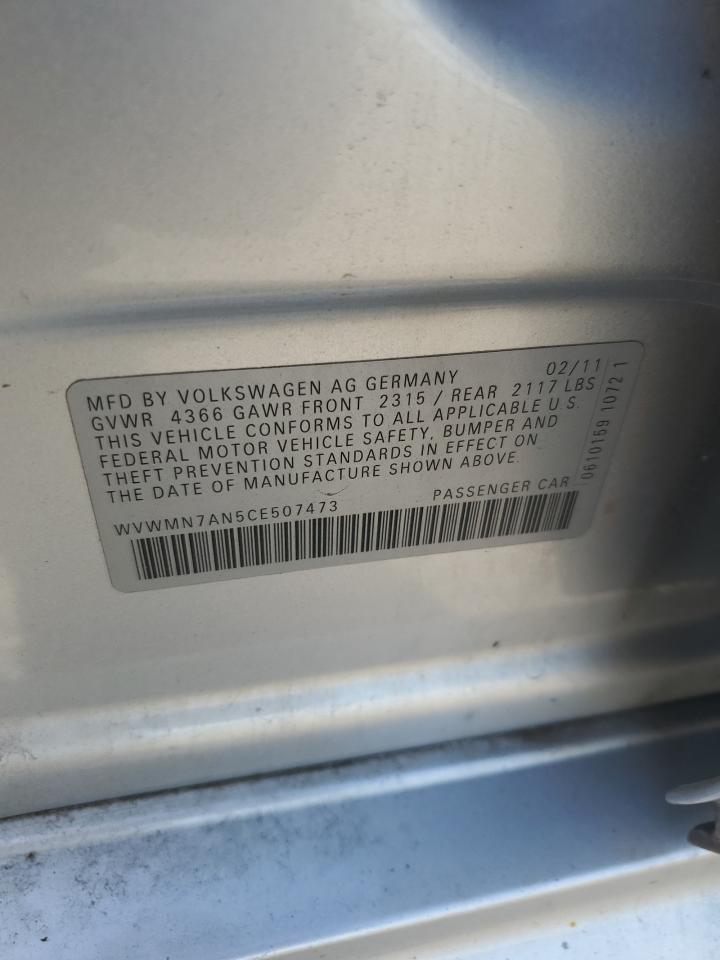 MFD BY VOLKSWAGEN AG GERMANY 02/11
GVWR 4366 GAWR FRONT 2315 / REAR 2117 LBS
THIS VEHICLE CONFORMS TO ALL APPLICABLE U.S.
FEDERAL MOTOR VEHICLE SAFETY, BUMPER AND
THEFT PREVENTION STANDARDS IN EFFECT ON
THE DATE OF MANUFACTURE SHOWN ABOVE.
WVWMN7AN5CE507473 PASSENGER CAR
0610159 10721